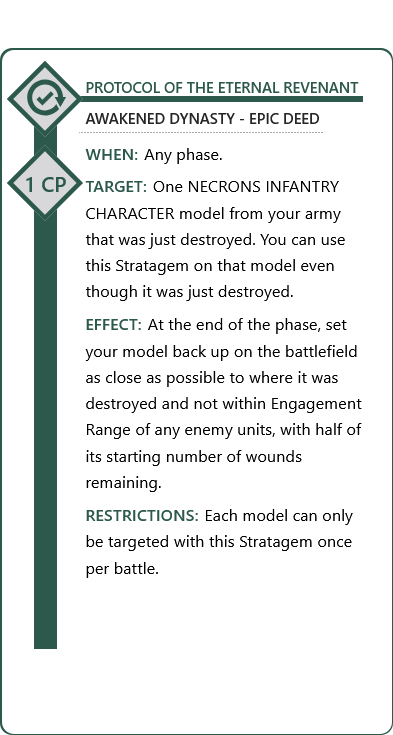 PROTOCOL OF THE ETERNAL REVENANT
AWAKENED DYNASTY - EPIC DEED
1 CP
WHEN: Any phase.
TARGET: One NECRONS INFANTRY
CHARACTER model from your army
that was just destroyed. You can use
this Stratagem on that model even
though it was just destroyed.
EFFECT: At the end of the phase, set
your model back up on the battlefield
as close as possible to where it was
destroyed and not within Engagement
Range of any enemy units, with half of
its starting number of wounds
remaining.
RESTRICTIONS: Each model can only
be targeted with this Stratagem once
per battle.